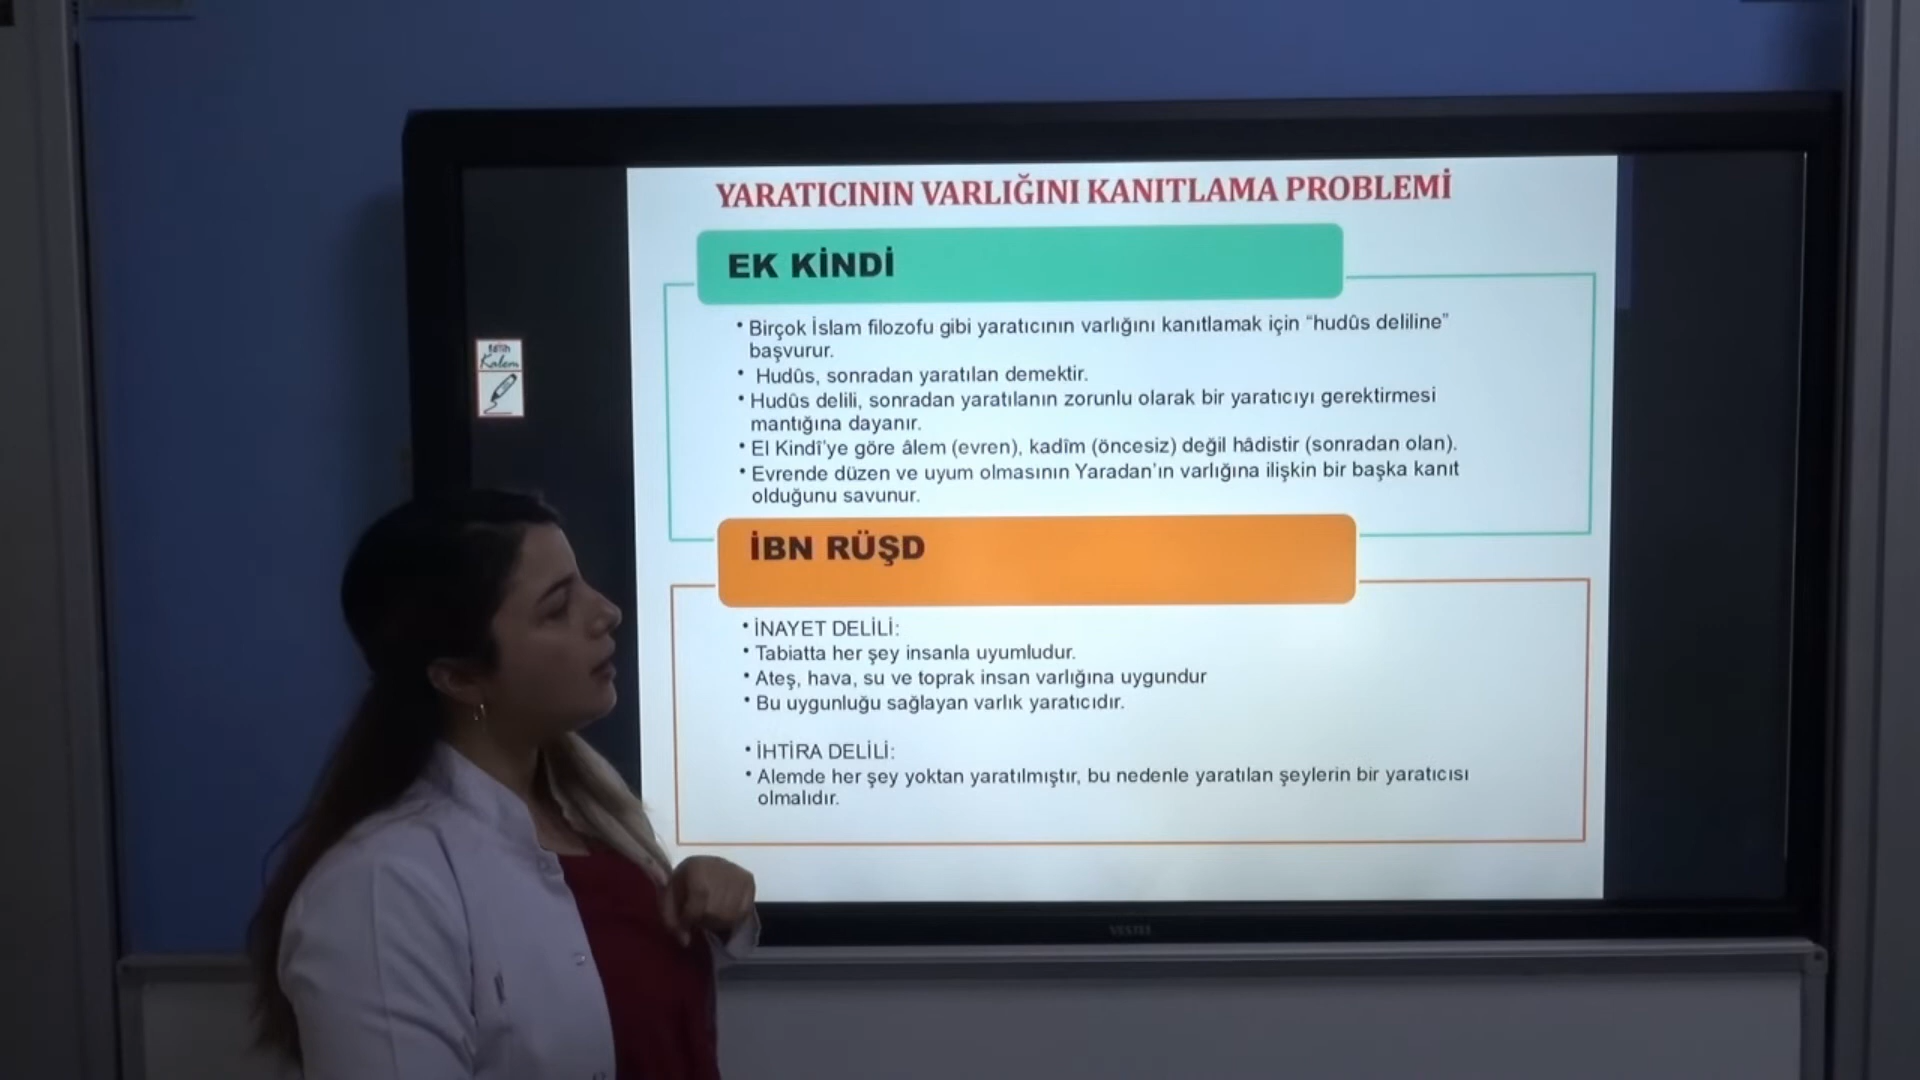 YARATICININ VARLIĞINI KANITLAMA PROBLEMİ
EK KİNDİ
• Birçok İslam filozofu gibi yaratıcının varlığını kanıtlamak için “hudûs deliline”
başvurur.
• Hudûs, sonradan yaratılan demektir.
• Hudûs delili, sonradan yaratılanın zorunlu olarak bir yaratıcıyı gerektirmesi
mantığına dayanır.
• El Kindî’ye göre âlem (evren), kadîm (öncesiz) değil hâdistir (sonradan olan).
• Evrende düzen ve uyum olmasının Yaradan’ın varlığına ilişkin bir başka kanıt
olduğunu savunur.
İBN RÜŞD
• İNAYET DELİLİ:
• Tabiatta her şey insanla uyumludur.
• Ateş, hava, su ve toprak insan varlığına uygundur
• Bu uygunluğu sağlayan varlık yaratıcıdır.
• İHTİRA DELİLİ:
• Alemde her şey yoktan yaratılmıştır, bu nedenle yaratılan şeylerin bir yaratıcısı
olmalıdır.
fatih
Kalem
VESTEL